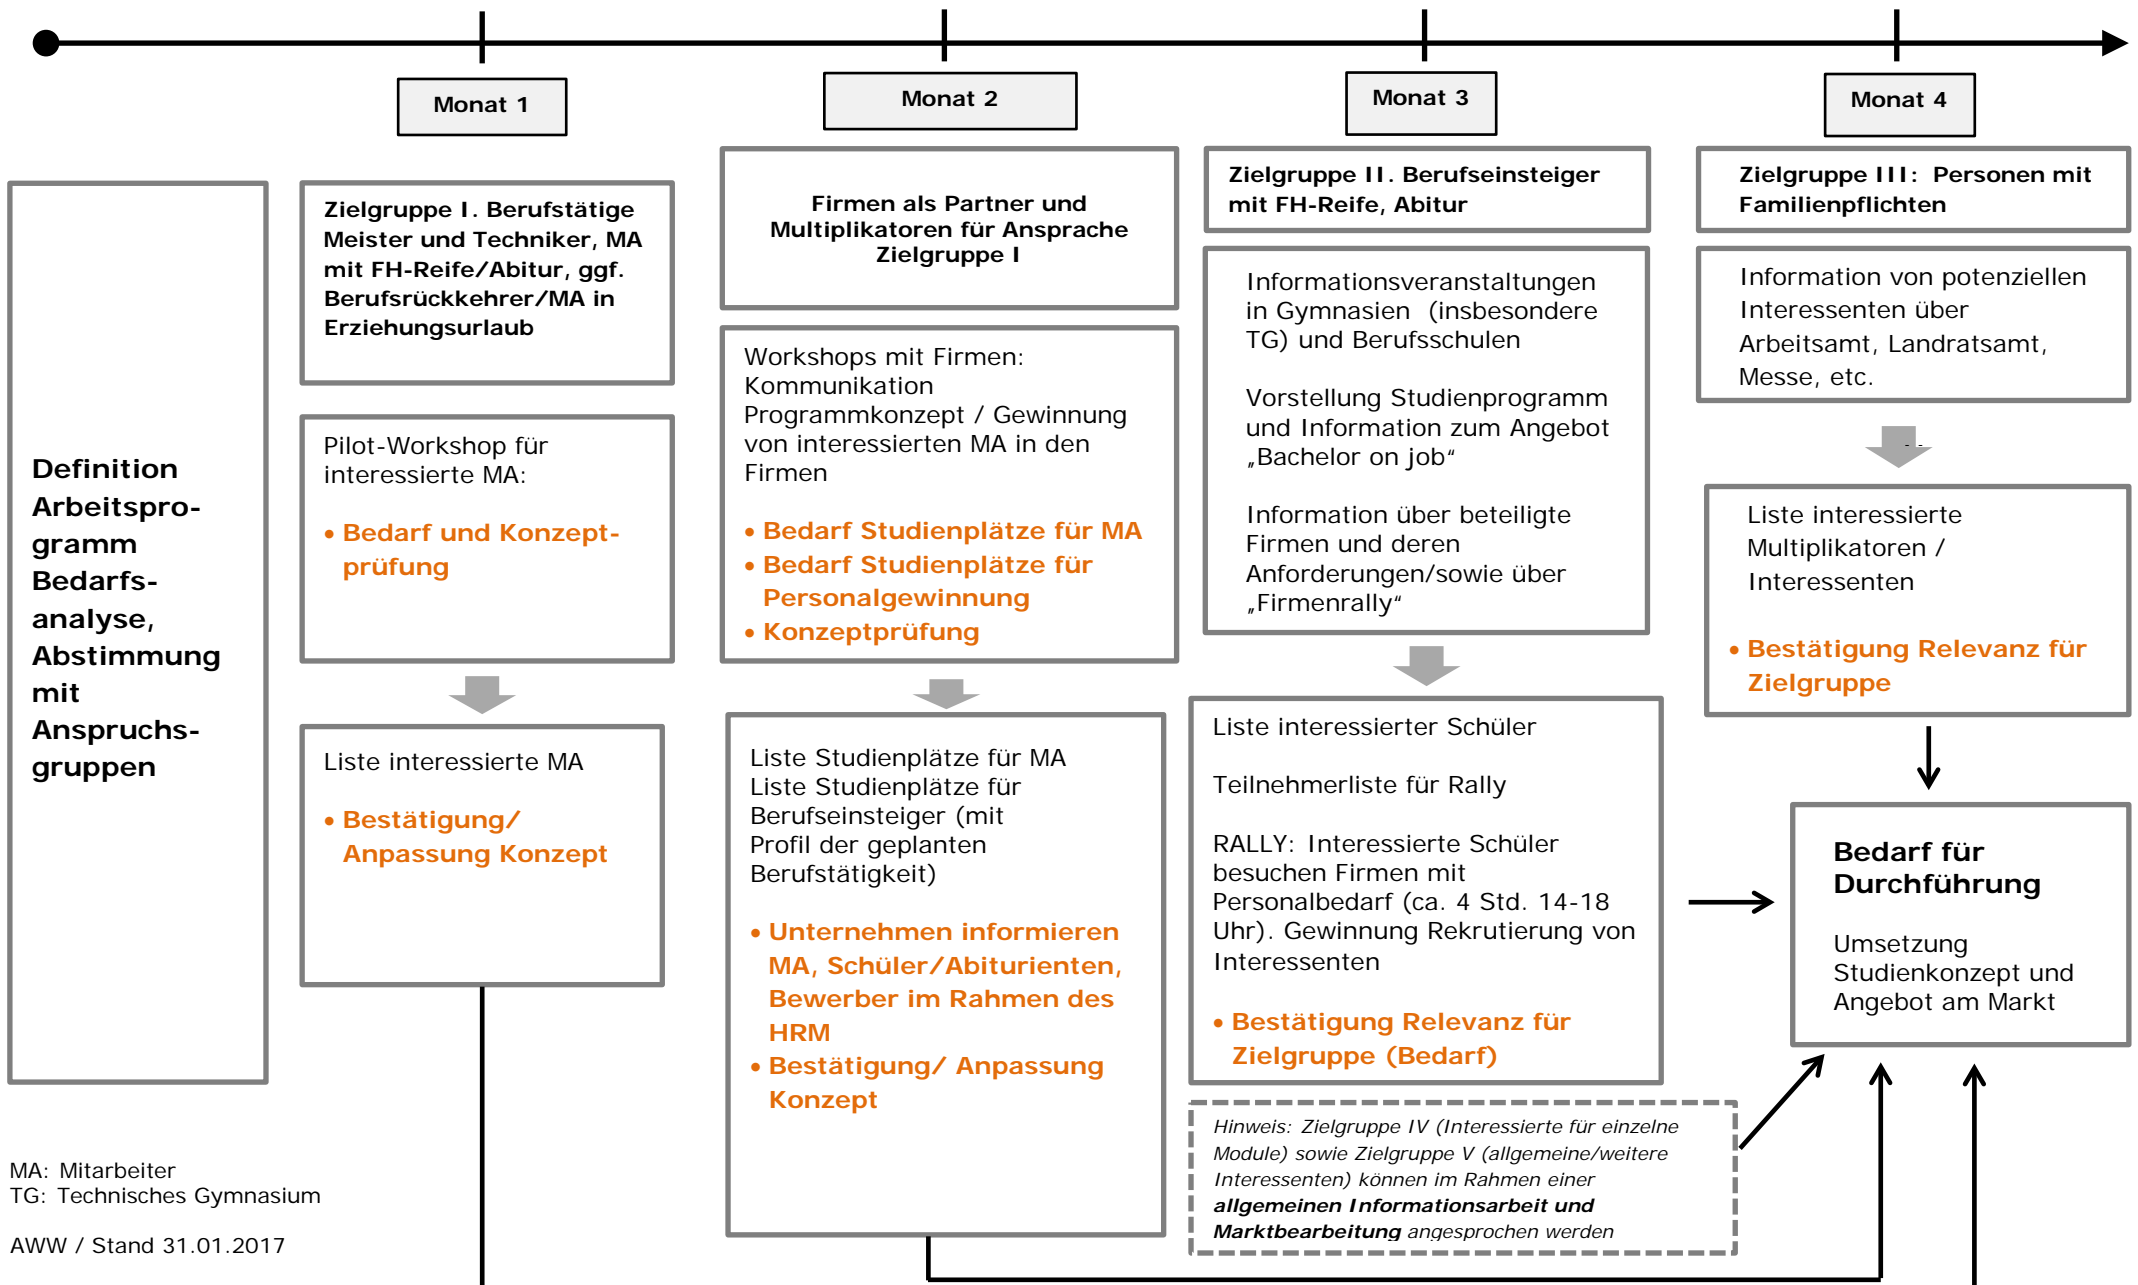 Monat 1
Monat 2
Monat 3
Monat 4
Definition
Arbeitspro-
gramm
Bedarfs-
analyse,
Abstimmung
mit
Anspruchs-
gruppen
Zielgruppe I. Berufstätige
Meister und Techniker, MA
mit FH-Reife/Abitur, ggf.
Berufsrückkehrer/MA in
Erziehungsurlaub
Pilot-Workshop für
interessierte MA:
• Bedarf und Konzept-
prüfung
Liste interessierte MA
• Bestätigung/
Anpassung Konzept
Firmen als Partner und
Multiplikatoren für Ansprache
Zielgruppe I
Workshops mit Firmen:
Kommunikation
Programmkonzept / Gewinnung
von interessierten MA in den
Firmen
• Bedarf Studienplätze für MA
• Bedarf Studienplätze für
Personalgewinnung
• Konzeptprüfung
Liste Studienplätze für MA
Liste Studienplätze für
Berufseinsteiger (mit
Profil der geplanten
Berufstätigkeit)
• Unternehmen informieren
MA, Schüler/Abiturienten,
Bewerber im Rahmen des
HRM
• Bestätigung/ Anpassung
Konzept
Zielgruppe II. Berufseinsteiger
mit FH-Reife, Abitur
Informationsveranstaltungen
in Gymnasien (insbesondere
TG) und Berufsschulen
Vorstellung Studienprogramm
und Information zum Angebot
„Bachelor on job“
Information über beteiligte
Firmen und deren
Anforderungen/sowie über
„Firmenrally“
Liste interessierter Schüler
Teilnehmerliste für Rally
RALLY: Interessierte Schüler
besuchen Firmen mit
Personalbedarf (ca. 4 Std. 14-18
Uhr). Gewinnung Rekrutierung von
Interessenten
• Bestätigung Relevanz für
Zielgruppe (Bedarf)
Hinweis: Zielgruppe IV (Interessierte für einzelne
Module) sowie Zielgruppe V (allgemeine/weitere
Interessenten) können im Rahmen einer
allgemeinen Informationsarbeit und
Marktbearbeitung angesprochen werden
Zielgruppe III: Personen mit
Familienpflichten
Information von potenziellen
Interessenten über
Arbeitsamt, Landratsamt,
Messe, etc.
Liste interessierte
Multiplikatoren /
Interessenten
• Bestätigung Relevanz für
Zielgruppe
Bedarf für
Durchführung
Umsetzung
Studienkonzept und
Angebot am Markt
MA: Mitarbeiter
TG: Technisches Gymnasium
AWW / Stand 31.01.2017